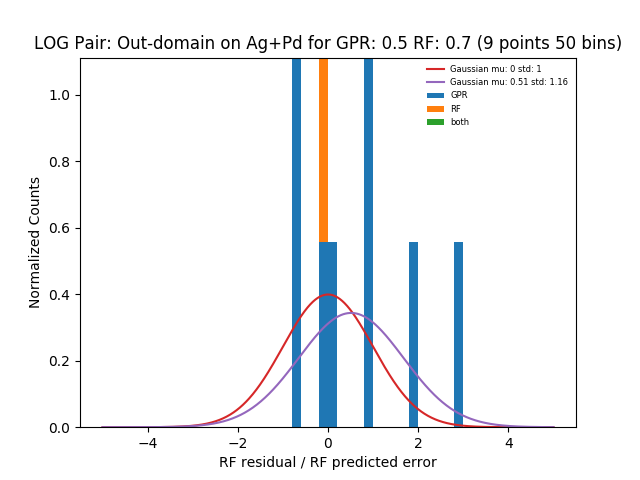 LOG Pair: Out-domain on Ag+Pd for GPR: 0.5 RF: 0.7 (9 points 50 bins)
Gaussian mu: 0 std: 1
Gaussian mu: 0.51 std: 1.16
GPR
RF
both
Normalized Counts
1.0
0.8
0.6
0.4
0.2
0.0
−4 −2 0 2 4
RF residual / RF predicted error